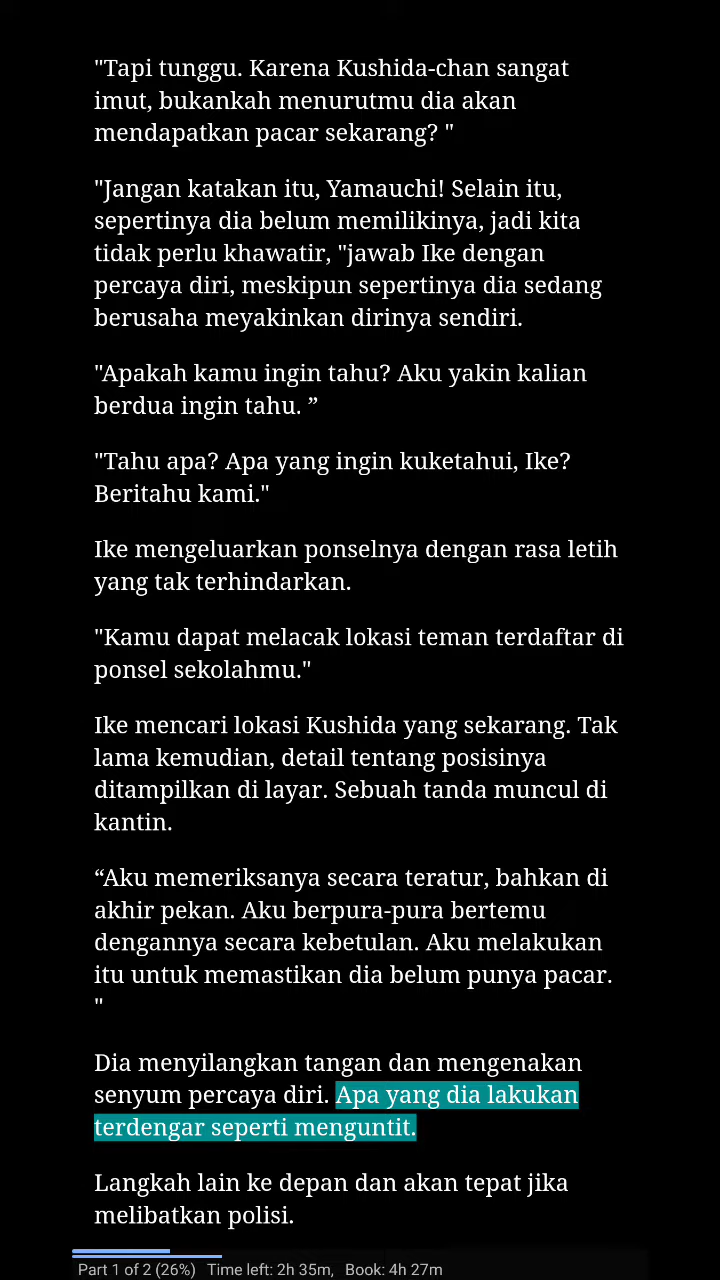 "Tapi tunggu. Karena Kushida-chan sangat
imut, bukankah menurutmu dia akan
mendapatkan pacar sekarang? "
"Jangan katakan itu, Yamauchi! Selain itu,
sepertinya dia belum memilikinya, jadi kita
tidak perlu khawatir, "jawab Ike dengan
percaya diri, meskipun sepertinya dia sedang
berusaha meyakinkan dirinya sendiri.
"Apakah kamu ingin tahu? Aku yakin kalian
berdua ingin tahu. ”
"Tahu apa? Apa yang ingin kuketahui, Ike?
Beritahu kami."
Ike mengeluarkan ponselnya dengan rasa letih
yang tak terhindarkan.
"Kamu dapat melacak lokasi teman terdaftar di
ponsel sekolahmu."
Ike mencari lokasi Kushida yang sekarang. Tak
lama kemudian, detail tentang posisinya
ditampilkan di layar. Sebuah tanda muncul di
kantin.
“Aku memeriksanya secara teratur, bahkan di
akhir pekan. Aku berpura-pura bertemu
dengannya secara kebetulan. Aku melakukan
itu untuk memastikan dia belum punya pacar.
"
Dia menyilangkan tangan dan mengenakan
senyum percaya diri. Apa yang dia lakukan
terdengar seperti menguntit.
Langkah lain ke depan dan akan tepat jika
melibatkan polisi.
Part 1 of 2 (26%) Time left: 2h 35m, Book: 4h 27m